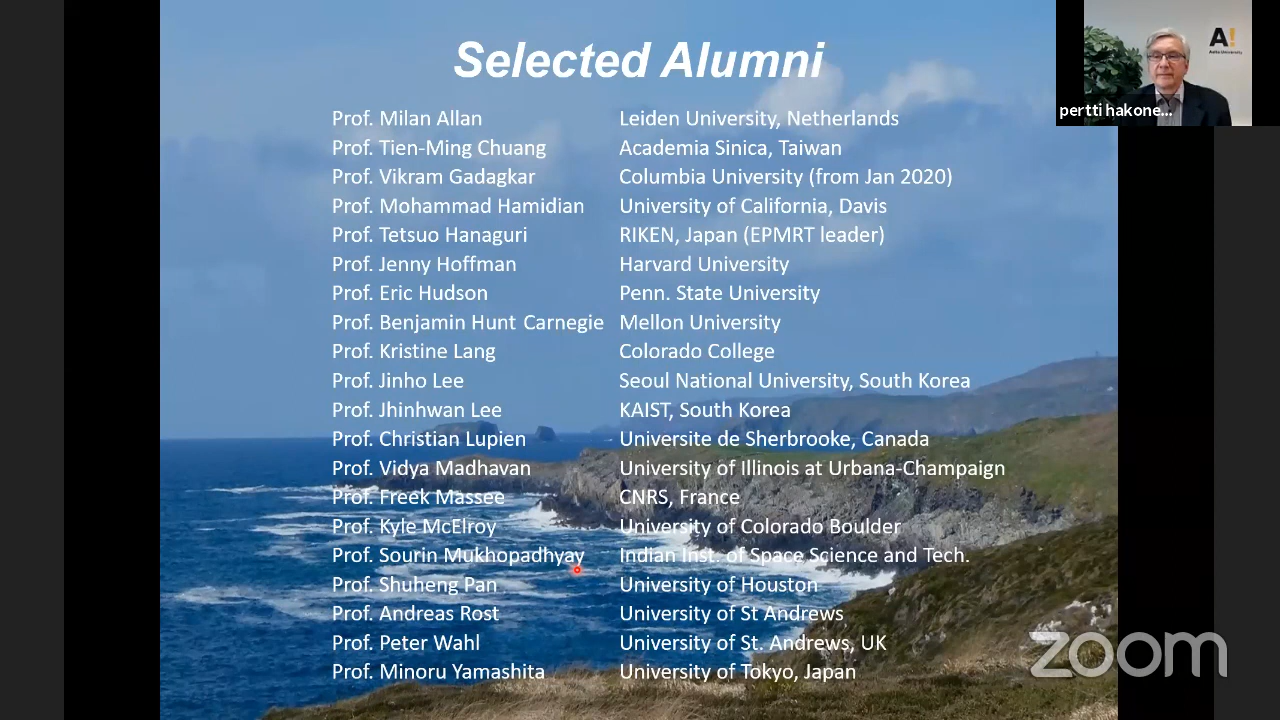 Selected Alumni
Prof. Milan Allan Leiden University, Netherlands
Prof. Tien-Ming Chuang Academia Sinica, Taiwan
Prof. Vikram Gadagkar Columbia University (from Jan 2020)
Prof. Mohammad Hamidian University of California, Davis
Prof. Tetsuo Hanaguri RIKEN, Japan (EPMRT leader)
Prof. Jenny Hoffman Harvard University
Prof. Eric Hudson Penn. State University
Prof. Benjamin Hunt Carnegie Mellon University
Prof. Kristine Lang Colorado College
Prof. Jinho Lee Seoul National University, South Korea
Prof. Jhinhwan Lee KAIST, South Korea
Prof. Christian Lupien Universite de Sherbrooke, Canada
Prof. Vidya Madhavan University of Illinois at Urbana-Champaign
Prof. Freek Massee CNRS, France
Prof. Kyle McElroy University of Colorado Boulder
Prof. Sourin Mukhopadhyay Indian Inst. of Space Science and Tech.
Prof. Shuheng Pan University of Houston
Prof. Andreas Rost University of St Andrews
Prof. Peter Wahl University of St. Andrews, UK
Prof. Minoru Yamashita University of Tokyo, Japan
A!
Aalto University
pertti hakone...
zoom